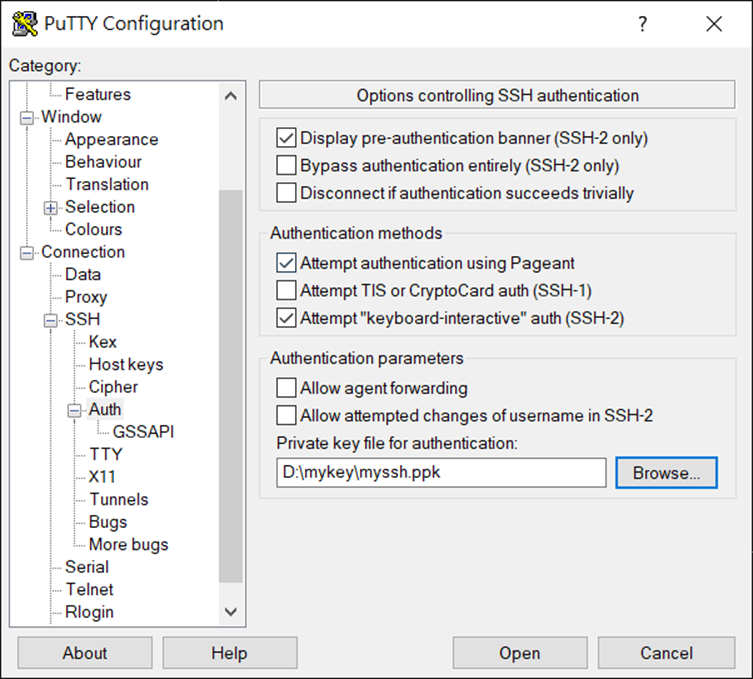 PuTTY Configuration
?
Category:
Features
Window
Appearance
Behaviour
Translation
Selection
Colours
Connection
Data
Proxy
SSH
Kex
Host keys
Cipher
Auth
GSSAPI
TTY
X11
Tunnels
Bugs
More bugs
Serial
Telnet
Rlogin
Options controlling SSH authentication
Display pre-authentication banner (SSH-2 only)
Bypass authentication entirely (SSH-2 only)
Disconnect if authentication succeeds trivially
Authentication methods
Attempt authentication using Pageant
Attempt TIS or CryptoCard auth (SSH-1)
Attempt "keyboard-interactive" auth (SSH-2)
Authentication parameters
Allow agent forwarding
Allow attempted changes of username in SSH-2
Private key file for authentication:
D:\mykey\myssh.ppk
Browse...
About
Help
Open
Cancel